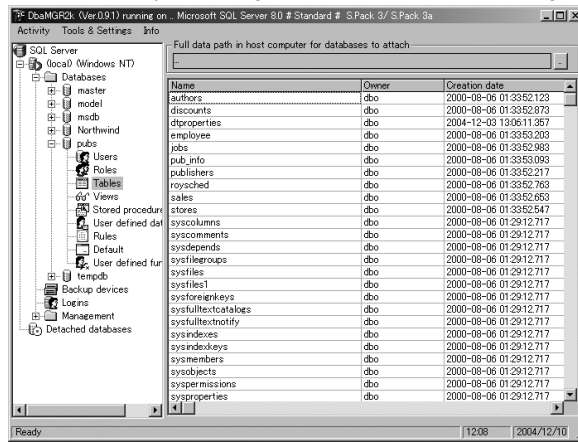 DbaMGR2k (Ver.0.9.1) running on .. Microsoft SQL Server 8.0 # Standard # S.Pack 3/ S.Pack 3a
Activity Tools & Settings Info
SQL Server
(local) (Windows NT)
Databases
master
model
msdb
Northwind
pubs
Users
Roles
Tables
Views
Stored procedure
User defined dat
Rules
Default
User defined fur
tempdb
Backup devices
Logins
Management
Detached databases
Full data path in host computer for databases to attach
..
Name Owner Creation date
authors dbo 2000-08-06 01:33:52.123
discounts dbo 2000-08-06 01:33:52.873
dtproperties dbo 2004-12-03 13:06:11.357
employee dbo 2000-08-06 01:33:53.203
jobs dbo 2000-08-06 01:33:52.983
pub_info dbo 2000-08-06 01:33:53.093
publishers dbo 2000-08-06 01:33:52.217
roysched dbo 2000-08-06 01:33:52.763
sales dbo 2000-08-06 01:33:52.653
stores dbo 2000-08-06 01:33:52.547
syscolumns dbo 2000-08-06 01:29:12.717
syscomments dbo 2000-08-06 01:29:12.717
sysdepends dbo 2000-08-06 01:29:12.717
sysfilegroups dbo 2000-08-06 01:29:12.717
sysfiles dbo 2000-08-06 01:29:12.717
sysfiles1 dbo 2000-08-06 01:29:12.717
sysforeignkeys dbo 2000-08-06 01:29:12.717
sysfulltextcatalogs dbo 2000-08-06 01:29:12.717
sysfulltextnotify dbo 2000-08-06 01:29:12.717
sysindexes dbo 2000-08-06 01:29:12.717
sysindexkeys dbo 2000-08-06 01:29:12.717
sysmembers dbo 2000-08-06 01:29:12.717
sysobjects dbo 2000-08-06 01:29:12.717
syspermissions dbo 2000-08-06 01:29:12.717
sysproperties dbo 2000-08-06 01:29:12.717
Ready 12:08 2004/12/10